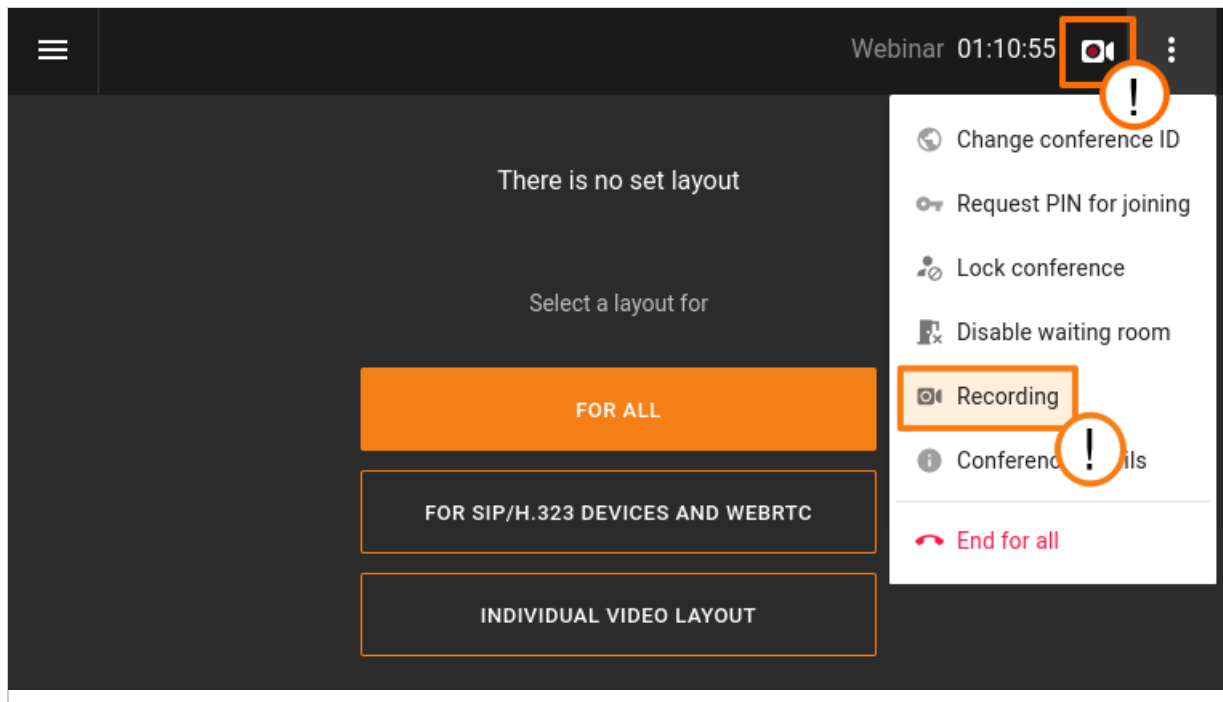 Webinar 01:10:55
!
Change conference ID
There is no set layout
Request PIN for joining
Lock conference
Select a layout for
Disable waiting room
FOR ALL
Recording
!
FOR SIP/H.323 DEVICES AND WEBRTC
End for all
INDIVIDUAL VIDEO LAYOUT